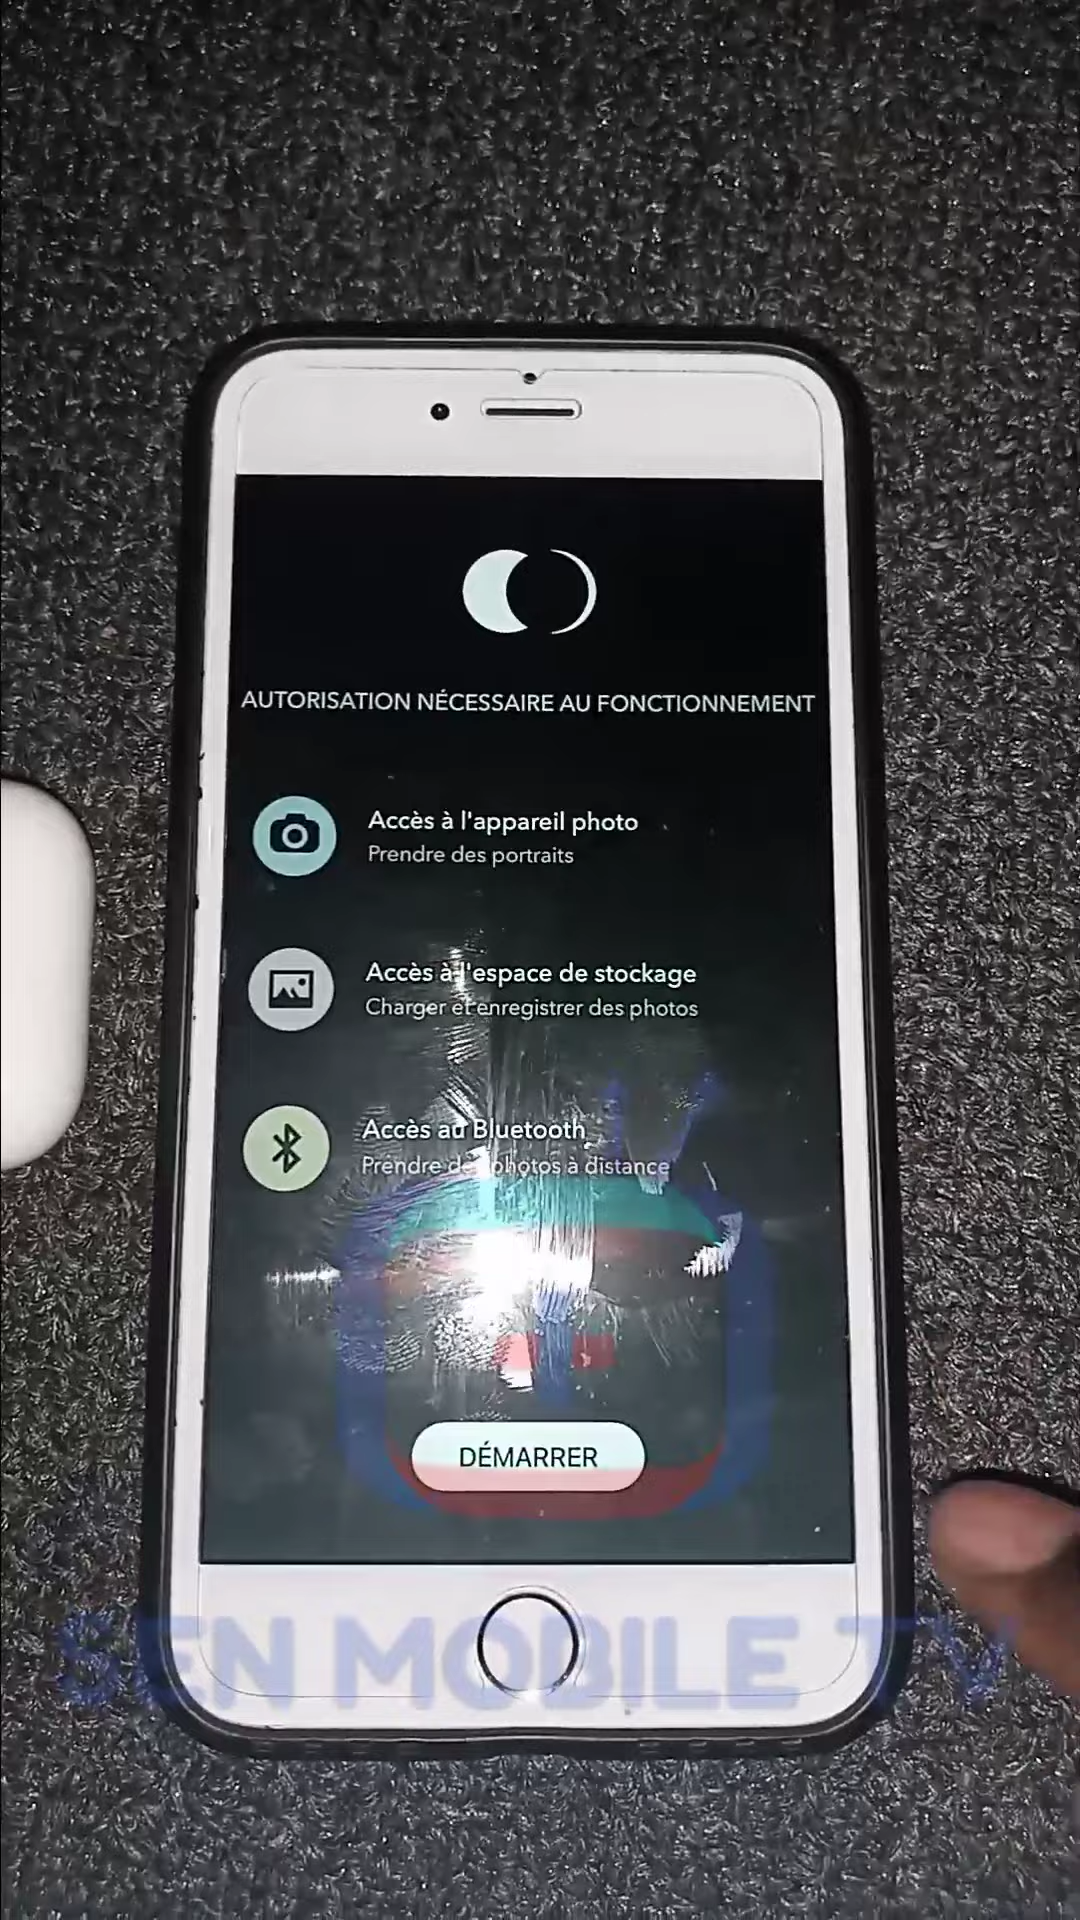 AUTORISATION NÉCESSAIRE AU FONCTIONNEMENT
Accès à l'appareil photo
Prendre des portraits
Accès à l'espace de stockage
Charger et enregistrer des photos
Accès au Bluetooth
Prendre des photos à distance
DÉMARRER
SEN MOBILE TV